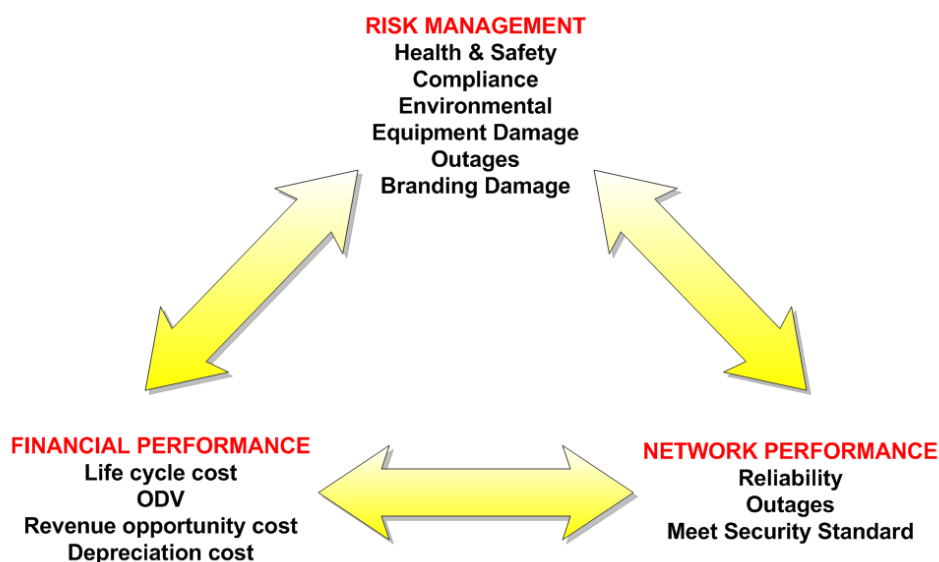 RISK MANAGEMENT
Health & Safety
Compliance
Environmental
Equipment Damage
Outages
Branding Damage
FINANCIAL PERFORMANCE
Life cycle cost
ODV
Revenue opportunity cost
Depreciation cost
NETWORK PERFORMANCE
Reliability
Outages
Meet Security Standard